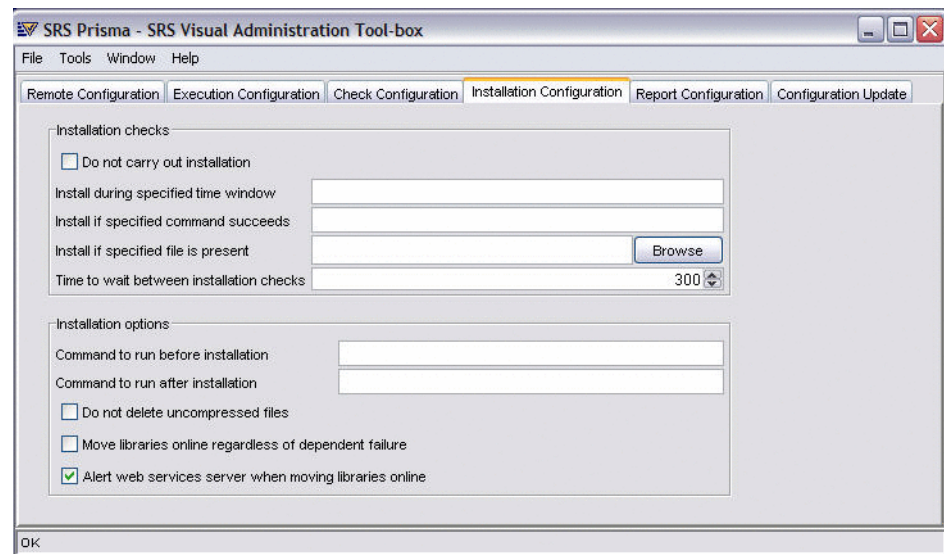 SRS Prisma - SRS Visual Administration Tool-box
File Tools Window Help
Remote Configuration Execution Configuration Check Configuration Installation Configuration Report Configuration Configuration Update
Installation checks
Do not carry out installation
Install during specified time window
Install if specified command succeeds
Install if specified file is present Browse
Time to wait between installation checks 300
Installation options
Command to run before installation
Command to run after installation
Do not delete uncompressed files
Move libraries online regardless of dependent failure
Alert web services server when moving libraries online
OK